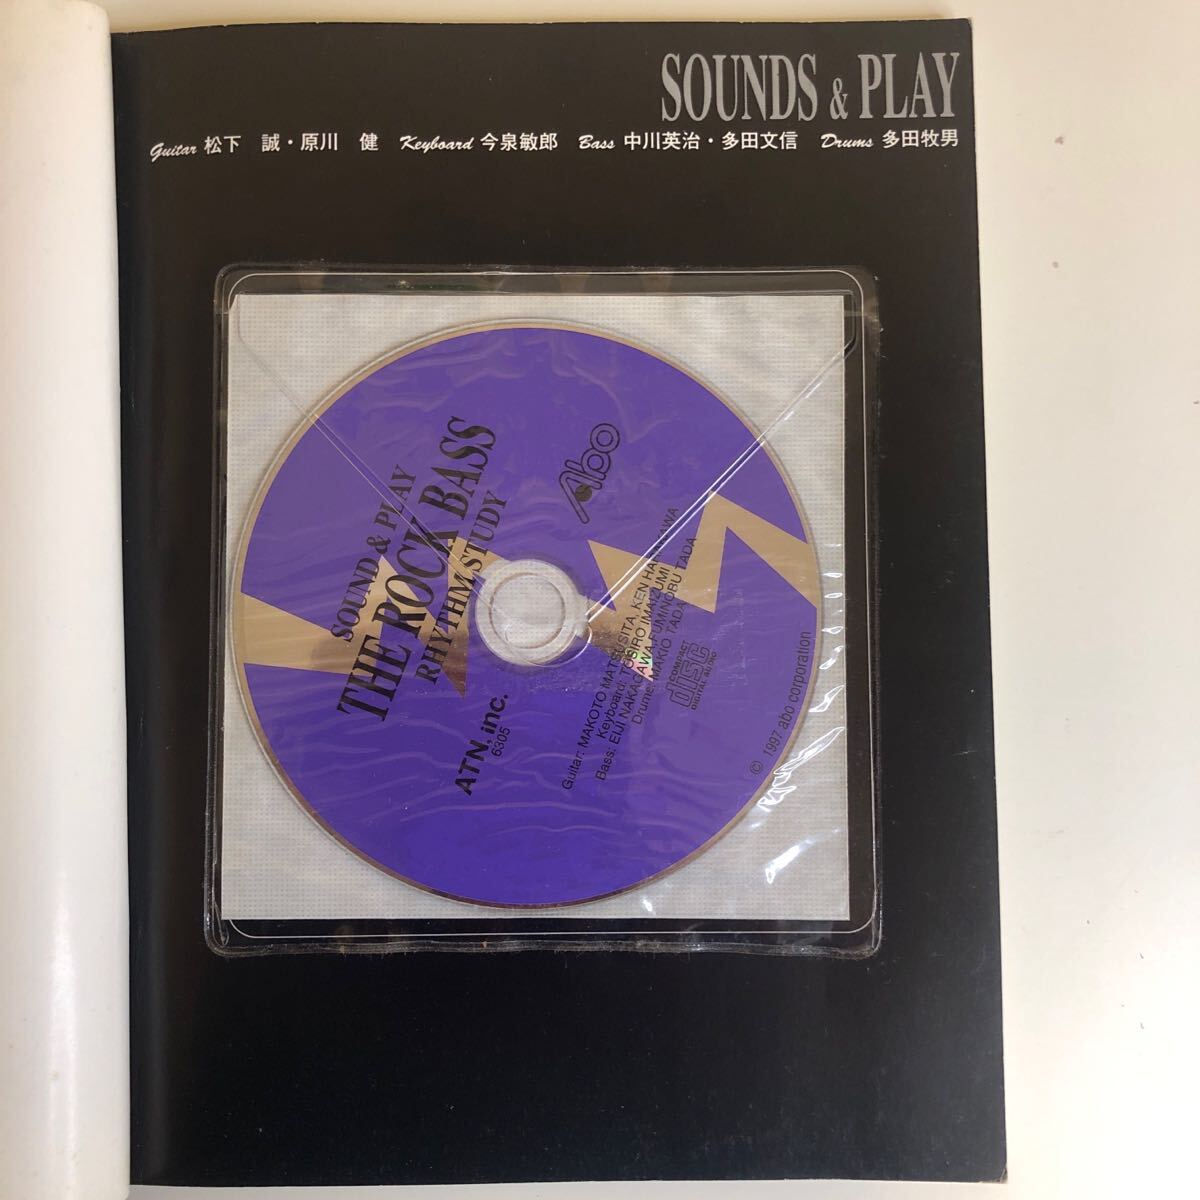 SOUNDS & PLAY
Guitar 松下 誠・原川 健 Keyboard 今泉敏郎 Bass 中川英治・多田文信 Drums 多田牧男
SOUND & PLAY
THE ROCK BASS
RHYTHM STUDY
ATN, inc.
6305
Abo
Guitar: MAKOTO MATSUSITA, KEN HARAKAWA
Keyboard: TOSIRO IMAIZUMI
Bass: EIJI NAKAGAWA, FUMINOBU TADA
Drums: MAKIO TADA
COMPACT
disc
DIGITAL AUDIO
© 1997 abo corporation